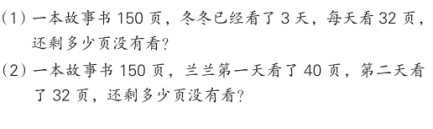 (1) 一本故事书 150 页，冬冬已经看了 3 天，每天看 32 页，
还剩多少页没有看？
(2) 一本故事书 150 页，兰兰第一天看了 40 页，第二天看
了 32 页，还剩多少页没有看？